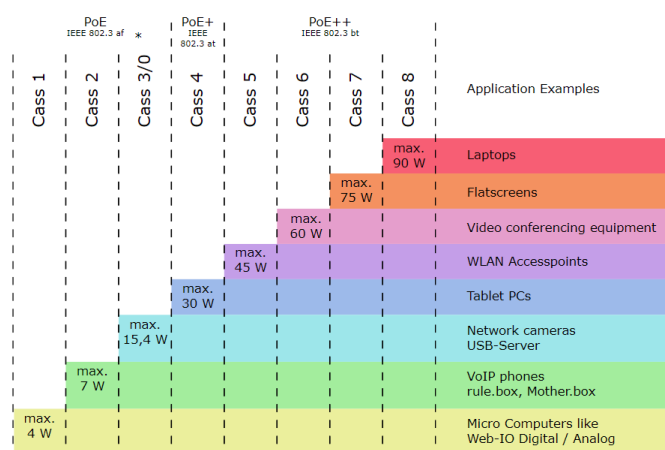 PoE
IEEE 802.3 af
*
PoE+
IEEE
802.3 at
PoE++
IEEE 802.3 bt
Cass 1
Cass 2
Cass 3/0
Cass 4
Cass 5
Cass 6
Cass 7
Cass 8
Application Examples
max.
90 W
Laptops
max.
75 W
Flatscreens
max.
60 W
Video conferencing equipment
max.
45 W
WLAN Accesspoints
max.
30 W
Tablet PCs
max.
15,4 W
Network cameras
USB-Server
max.
7 W
VoIP phones
rule.box, Mother.box
max.
4 W
Micro Computers like
Web-IO Digital / Analog